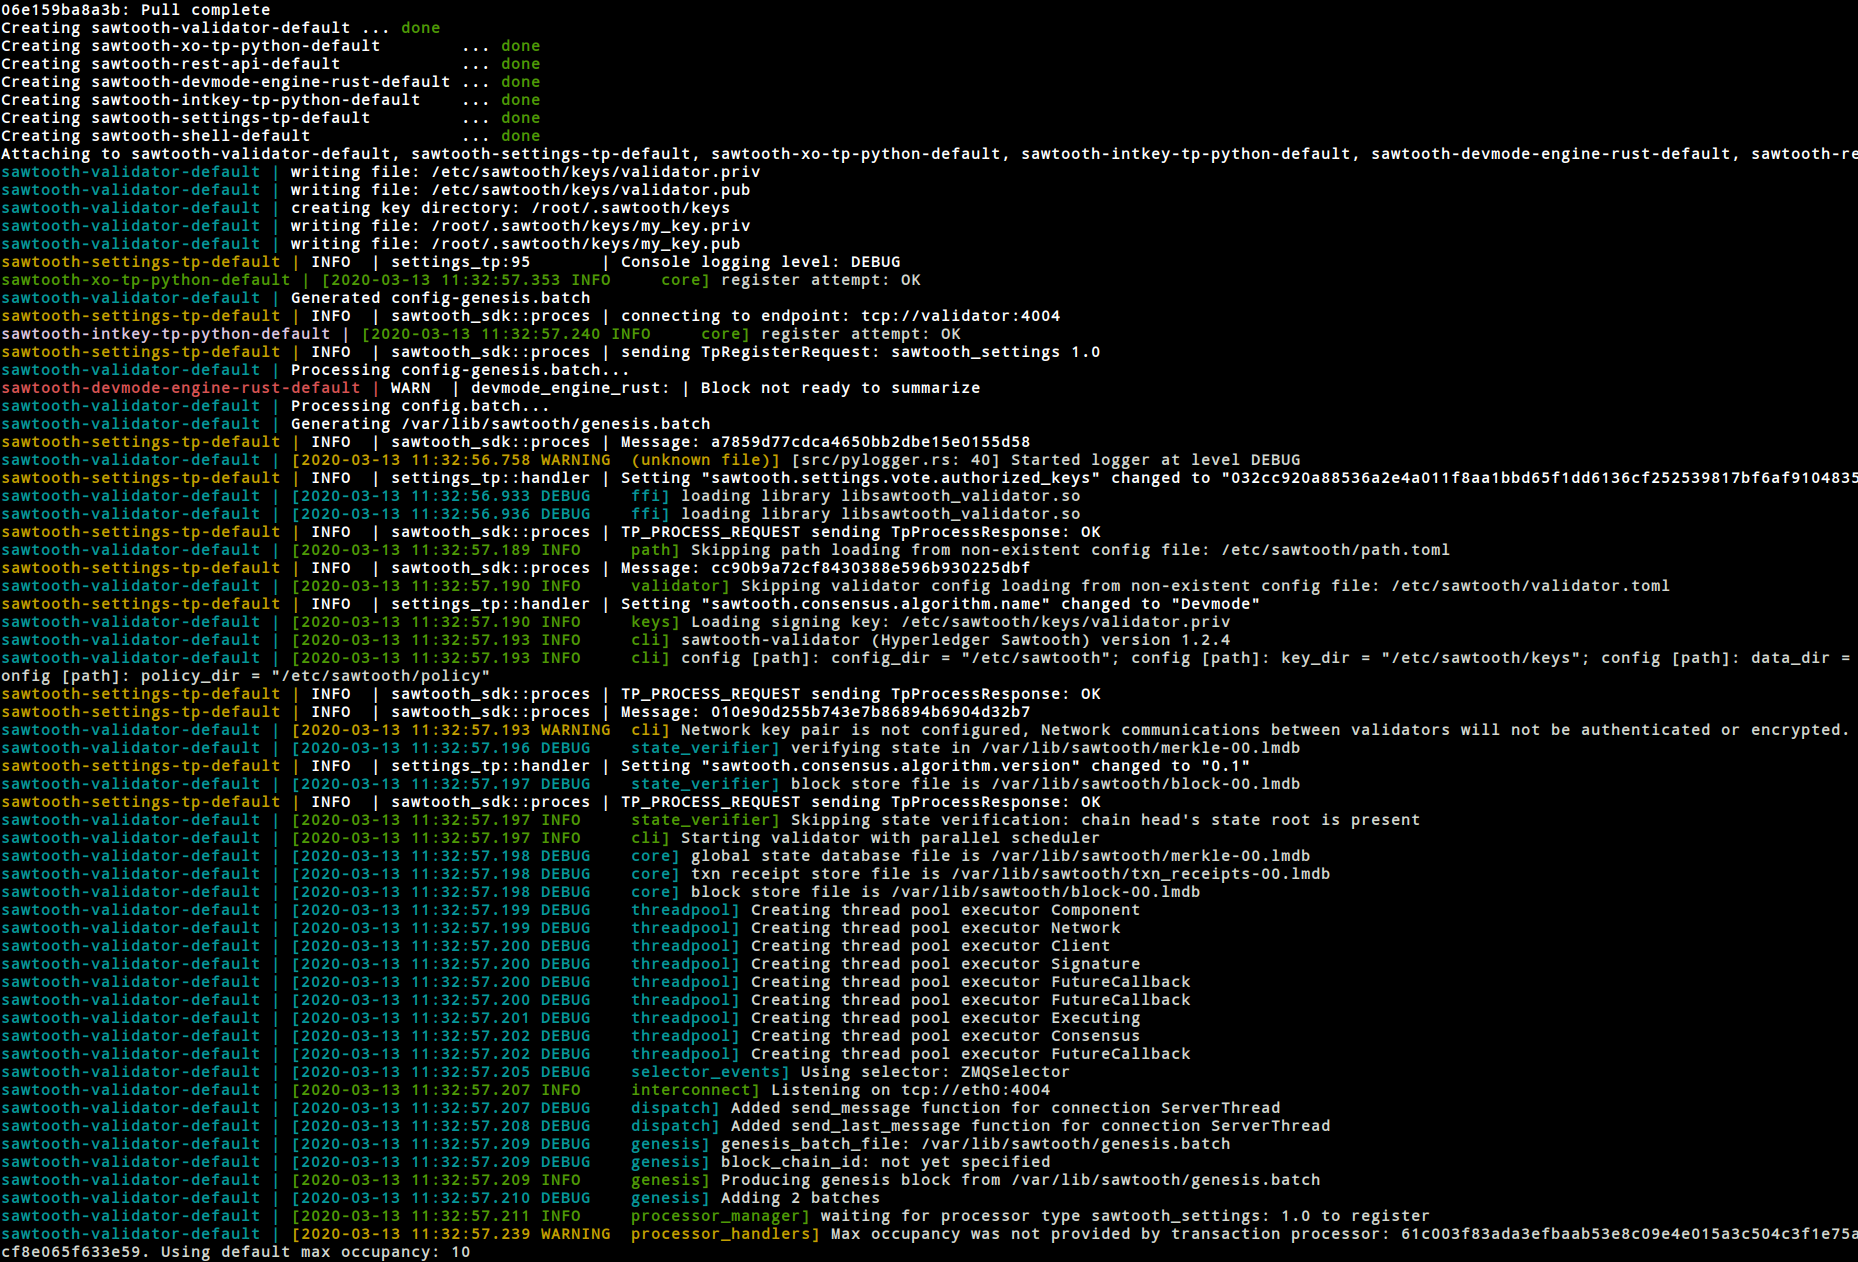 06e159ba8a3b: Pull complete
Creating sawtooth-validator-default ... done
Creating sawtooth-xo-tp-python-default        ... done
Creating sawtooth-rest-api-default            ... done
Creating sawtooth-devmode-engine-rust-default ... done
Creating sawtooth-intkey-tp-python-default    ... done
Creating sawtooth-settings-tp-default         ... done
Creating sawtooth-shell-default               ... done
Attaching to sawtooth-validator-default, sawtooth-settings-tp-default, sawtooth-xo-tp-python-default, sawtooth-intkey-tp-python-default, sawtooth-devmode-engine-rust-default, sawtooth-re
sawtooth-validator-default | writing file: /etc/sawtooth/keys/validator.priv
sawtooth-validator-default | writing file: /etc/sawtooth/keys/validator.pub
sawtooth-validator-default | creating key directory: /root/.sawtooth/keys
sawtooth-validator-default | writing file: /root/.sawtooth/keys/my_key.priv
sawtooth-validator-default | writing file: /root/.sawtooth/keys/my_key.pub
sawtooth-settings-tp-default | INFO  | settings_tp:95       | Console logging level: DEBUG
sawtooth-xo-tp-python-default | [2020-03-13 11:32:57.353 INFO     core] register attempt: OK
sawtooth-validator-default | Generated config-genesis.batch
sawtooth-settings-tp-default | INFO  | sawtooth_sdk::proces | connecting to endpoint: tcp://validator:4004
sawtooth-intkey-tp-python-default | [2020-03-13 11:32:57.240 INFO     core] register attempt: OK
sawtooth-settings-tp-default | INFO  | sawtooth_sdk::proces | sending TpRegisterRequest: sawtooth_settings 1.0
sawtooth-validator-default | Processing config-genesis.batch...
sawtooth-devmode-engine-rust-default | WARN  | devmode_engine_rust: | Block not ready to summarize
sawtooth-validator-default | Processing config.batch...
sawtooth-validator-default | Generating /var/lib/sawtooth/genesis.batch
sawtooth-settings-tp-default | INFO  | sawtooth_sdk::proces | Message: a7859d77cdca4650bb2dbe15e0155d58
sawtooth-validator-default | [2020-03-13 11:32:56.758 WARNING  (unknown file)] [src/pylogger.rs: 40] Started logger at level DEBUG
sawtooth-settings-tp-default | INFO  | settings_tp::handler | Setting "sawtooth.settings.vote.authorized_keys" changed to "032cc920a88536a2e4a011f8aa1bbd65f1dd6136cf252539817bf6af9104835
sawtooth-validator-default | [2020-03-13 11:32:56.933 DEBUG    ffi] loading library libsawtooth_validator.so
sawtooth-validator-default | [2020-03-13 11:32:56.936 DEBUG    ffi] loading library libsawtooth_validator.so
sawtooth-settings-tp-default | INFO  | sawtooth_sdk::proces | TP_PROCESS_REQUEST sending TpProcessResponse: OK
sawtooth-validator-default | [2020-03-13 11:32:57.189 INFO     path] Skipping path loading from non-existent config file: /etc/sawtooth/path.toml
sawtooth-settings-tp-default | INFO  | sawtooth_sdk::proces | Message: cc90b9a72cf8430388e596b930225dbf
sawtooth-validator-default | [2020-03-13 11:32:57.190 INFO     validator] Skipping validator config loading from non-existent config file: /etc/sawtooth/validator.toml
sawtooth-settings-tp-default | INFO  | settings_tp::handler | Setting "sawtooth.consensus.algorithm.name" changed to "Devmode"
sawtooth-validator-default | [2020-03-13 11:32:57.190 INFO     keys] Loading signing key: /etc/sawtooth/keys/validator.priv
sawtooth-validator-default | [2020-03-13 11:32:57.193 INFO     cli] sawtooth-validator (Hyperledger Sawtooth) version 1.2.4
sawtooth-validator-default | [2020-03-13 11:32:57.193 INFO     cli] config [path]: config_dir = "/etc/sawtooth"; config [path]: key_dir = "/etc/sawtooth/keys"; config [path]: data_dir =
onfig [path]: policy_dir = "/etc/sawtooth/policy"
sawtooth-settings-tp-default | INFO  | sawtooth_sdk::proces | TP_PROCESS_REQUEST sending TpProcessResponse: OK
sawtooth-settings-tp-default | INFO  | sawtooth_sdk::proces | Message: 010e90d255b743e7b86894b6904d32b7
sawtooth-validator-default | [2020-03-13 11:32:57.193 WARNING  cli] Network key pair is not configured, Network communications between validators will not be authenticated or encrypted.
sawtooth-validator-default | [2020-03-13 11:32:57.196 DEBUG    state_verifier] verifying state in /var/lib/sawtooth/merkle-00.lmdb
sawtooth-settings-tp-default | INFO  | settings_tp::handler | Setting "sawtooth.consensus.algorithm.version" changed to "0.1"
sawtooth-validator-default | [2020-03-13 11:32:57.197 DEBUG    state_verifier] block store file is /var/lib/sawtooth/block-00.lmdb
sawtooth-settings-tp-default | INFO  | sawtooth_sdk::proces | TP_PROCESS_REQUEST sending TpProcessResponse: OK
sawtooth-validator-default | [2020-03-13 11:32:57.197 INFO     state_verifier] Skipping state verification: chain head's state root is present
sawtooth-validator-default | [2020-03-13 11:32:57.197 INFO     cli] Starting validator with parallel scheduler
sawtooth-validator-default | [2020-03-13 11:32:57.198 DEBUG    core] global state database file is /var/lib/sawtooth/merkle-00.lmdb
sawtooth-validator-default | [2020-03-13 11:32:57.198 DEBUG    core] txn receipt store file is /var/lib/sawtooth/txn_receipts-00.lmdb
sawtooth-validator-default | [2020-03-13 11:32:57.198 DEBUG    core] block store file is /var/lib/sawtooth/block-00.lmdb
sawtooth-validator-default | [2020-03-13 11:32:57.199 DEBUG    threadpool] Creating thread pool executor Component
sawtooth-validator-default | [2020-03-13 11:32:57.199 DEBUG    threadpool] Creating thread pool executor Network
sawtooth-validator-default | [2020-03-13 11:32:57.200 DEBUG    threadpool] Creating thread pool executor Client
sawtooth-validator-default | [2020-03-13 11:32:57.200 DEBUG    threadpool] Creating thread pool executor Signature
sawtooth-validator-default | [2020-03-13 11:32:57.200 DEBUG    threadpool] Creating thread pool executor FutureCallback
sawtooth-validator-default | [2020-03-13 11:32:57.200 DEBUG    threadpool] Creating thread pool executor FutureCallback
sawtooth-validator-default | [2020-03-13 11:32:57.201 DEBUG    threadpool] Creating thread pool executor Executing
sawtooth-validator-default | [2020-03-13 11:32:57.202 DEBUG    threadpool] Creating thread pool executor Consensus
sawtooth-validator-default | [2020-03-13 11:32:57.202 DEBUG    threadpool] Creating thread pool executor FutureCallback
sawtooth-validator-default | [2020-03-13 11:32:57.205 DEBUG    selector_events] Using selector: ZMQSelector
sawtooth-validator-default | [2020-03-13 11:32:57.207 INFO     interconnect] Listening on tcp://eth0:4004
sawtooth-validator-default | [2020-03-13 11:32:57.207 DEBUG    dispatch] Added send_message function for connection ServerThread
sawtooth-validator-default | [2020-03-13 11:32:57.208 DEBUG    dispatch] Added send_last_message function for connection ServerThread
sawtooth-validator-default | [2020-03-13 11:32:57.209 DEBUG    genesis] genesis_batch_file: /var/lib/sawtooth/genesis.batch
sawtooth-validator-default | [2020-03-13 11:32:57.209 DEBUG    genesis] block_chain_id: not yet specified
sawtooth-validator-default | [2020-03-13 11:32:57.209 INFO     genesis] Producing genesis block from /var/lib/sawtooth/genesis.batch
sawtooth-validator-default | [2020-03-13 11:32:57.210 DEBUG    genesis] Adding 2 batches
sawtooth-validator-default | [2020-03-13 11:32:57.211 INFO     processor_manager] waiting for processor type sawtooth_settings: 1.0 to register
sawtooth-validator-default | [2020-03-13 11:32:57.239 WARNING  processor_handlers] Max occupancy was not provided by transaction processor: 61c003f83ada3efbaab53e8c09e4e015a3c504c3f1e75a
cf8e065f633e59. Using default max occupancy: 10